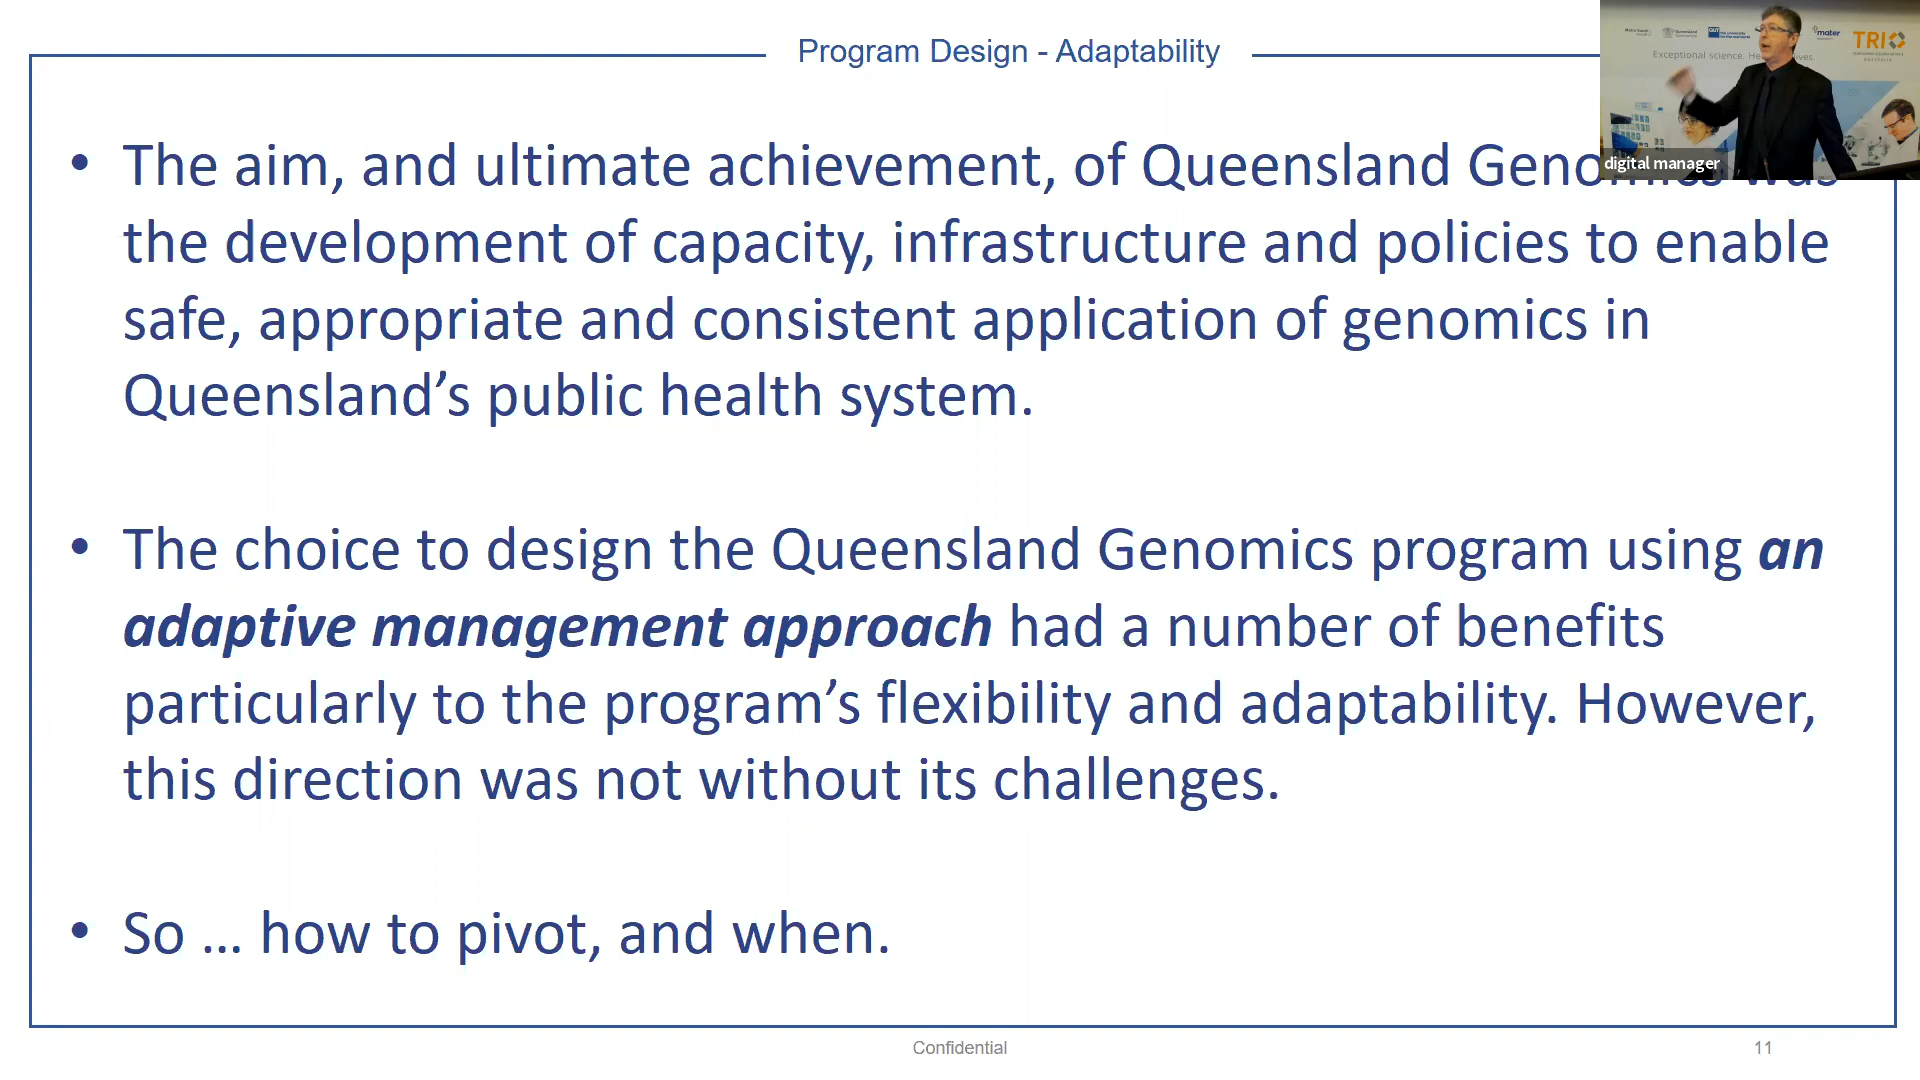 Program Design - Adaptability
• The aim, and ultimate achievement, of Queensland Genomics was
the development of capacity, infrastructure and policies to enable
safe, appropriate and consistent application of genomics in
Queensland’s public health system.
• The choice to design the Queensland Genomics program using an
adaptive management approach had a number of benefits
particularly to the program’s flexibility and adaptability. However,
this direction was not without its challenges.
• So ... how to pivot, and when.
Confidential
11
mater
TRI
Exceptional science.
digital manager